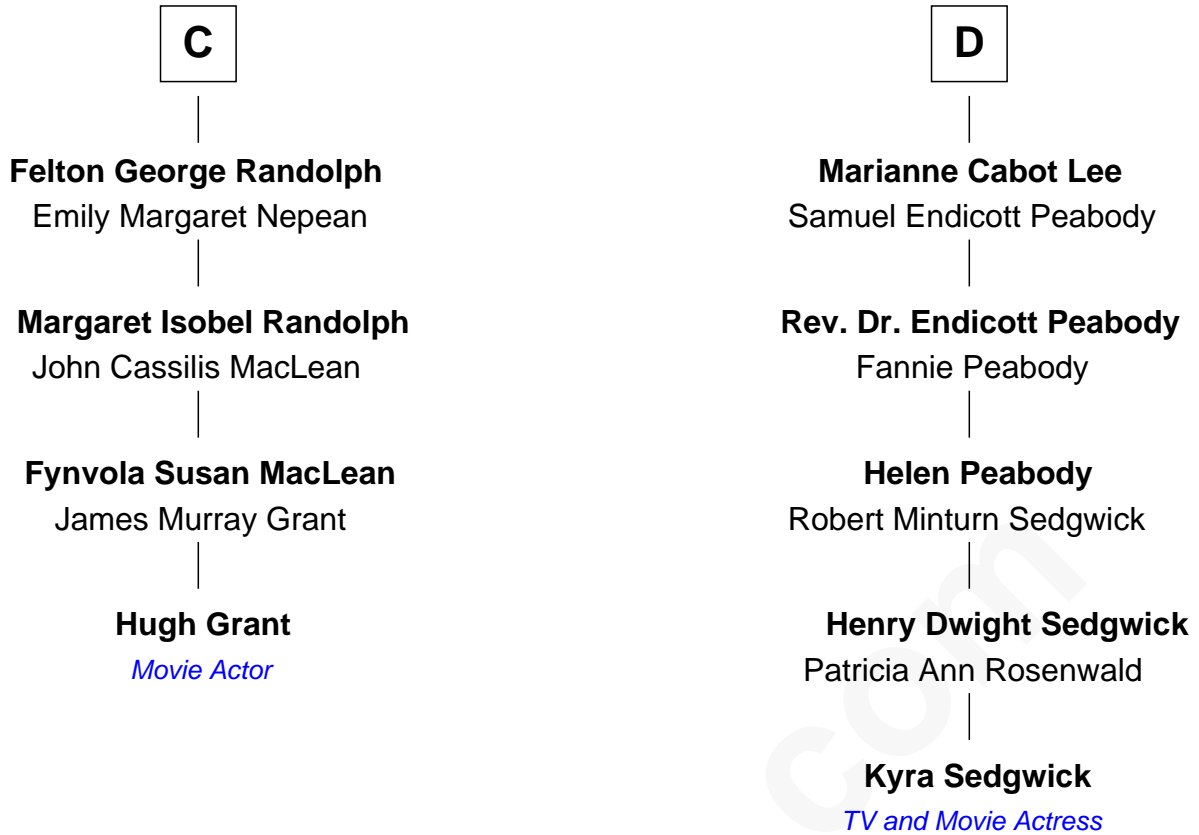 C
Felton George Randolph
Emily Margaret Nepean
Margaret Isobel Randolph
John Cassilis MacLean
Fynvola Susan MacLean
James Murray Grant
Hugh Grant
Movie Actor
D
Marianne Cabot Lee
Samuel Endicott Peabody
Rev. Dr. Endicott Peabody
Fannie Peabody
Helen Peabody
Robert Minturn Sedgwick
Henry Dwight Sedgwick
Patricia Ann Rosenwald
Kyra Sedgwick
TV and Movie Actress
com